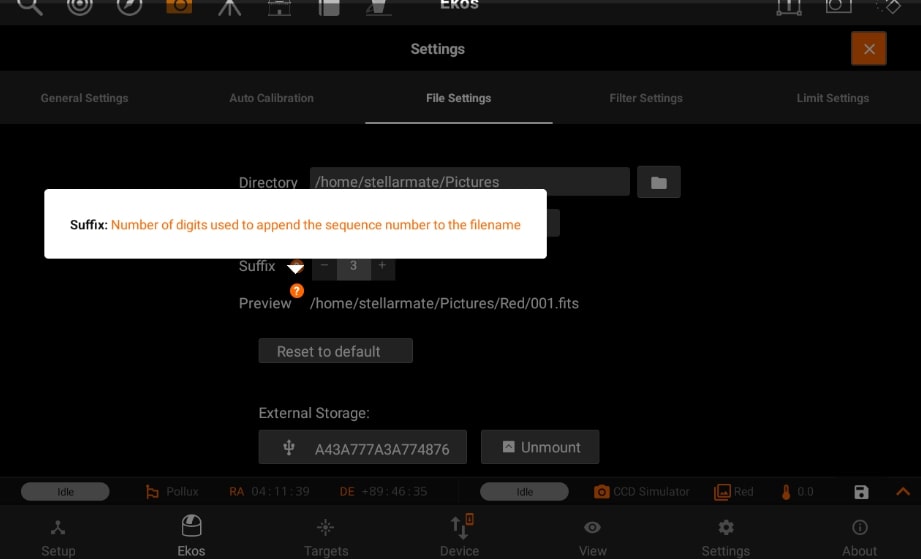 Ekos
Settings
General Settings
Auto Calibration
File Settings
Filter Settings
Limit Settings
Directory
/home/stellarmate/Pictures
Suffix: Number of digits used to append the sequence number to the filename
Suffix
− 3 +
?
Preview
/home/stellarmate/Pictures/Red/001.fits
Reset to default
External Storage:
A43A777A3A774876
Unmount
Idle
Pollux
RA 04:11:39
DE +89:46:35
Idle
CCD Simulator
Red
0.0
Setup
Ekos
Targets
Device
View
Settings
About